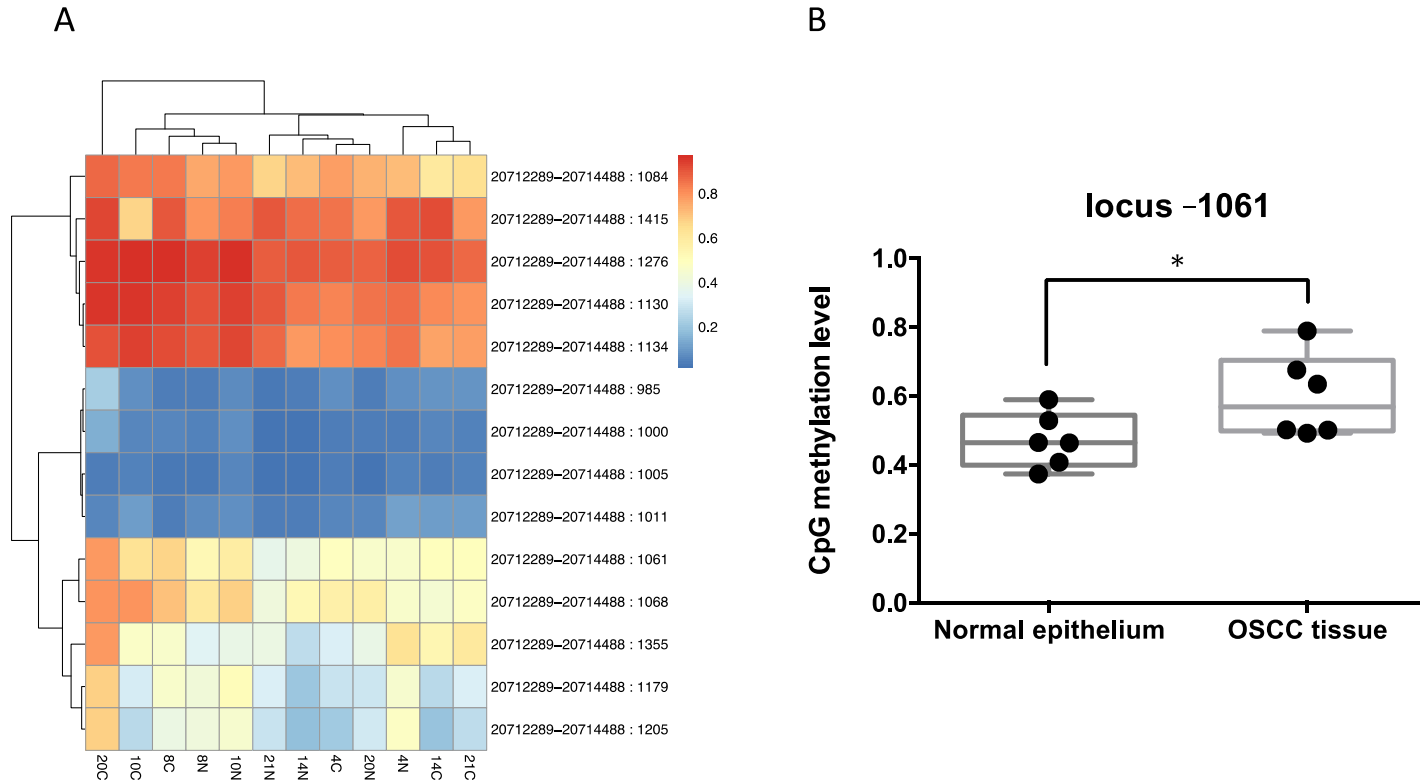 A
20712289–20714488 : 1084
20712289–20714488 : 1415
20712289–20714488 : 1276
20712289–20714488 : 1130
20712289–20714488 : 1134
20712289–20714488 : 985
20712289–20714488 : 1000
20712289–20714488 : 1005
20712289–20714488 : 1011
20712289–20714488 : 1061
20712289–20714488 : 1068
20712289–20714488 : 1355
20712289–20714488 : 1179
20712289–20714488 : 1205
0.8
0.6
0.4
0.2
20C 10C 8C 8N 10N 21N 14N 4C 20N 4N 14C 21C
B
locus –1061
*
CpG methylation level
1.0
0.8
0.6
0.4
0.2
0.0
Normal epithelium OSCC tissue